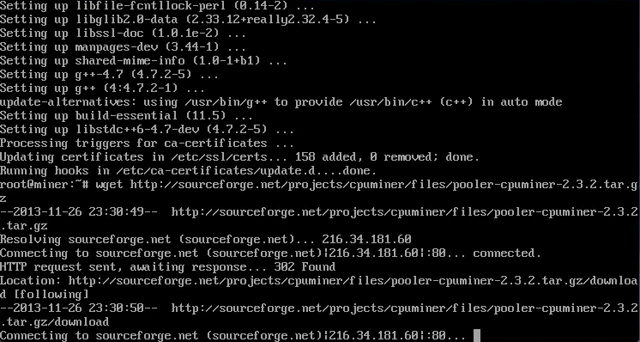 Setting up libfile-fcntllock-perl (0.14-2) ...
Setting up libglib2.0-data (2.33.12+really2.32.4-5) ...
Setting up libssl-doc (1.0.1e-2) ...
Setting up manpages-dev (3.44-1) ...
Setting up shared-mime-info (1.0-1+b1) ...
Setting up g++-4.7 (4.7.2-5) ...
Setting up g++ (4:4.7.2-1) ...
update-alternatives: using /usr/bin/g++ to provide /usr/bin/c++ (c++) in auto mode
Setting up build-essential (11.5) ...
Setting up libstdc++6-4.7-dev (4.7.2-5) ...
Processing triggers for ca-certificates ...
Updating certificates in /etc/ssl/certs... 158 added, 0 removed; done.
Running hooks in /etc/ca-certificates/update.d....done.
root@miner:~# wget http://sourceforge.net/projects/cpuminer/files/pooler-cpuminer-2.3.2.tar.g
z
--2013-11-26 23:30:49--  http://sourceforge.net/projects/cpuminer/files/pooler-cpuminer-2.3.2
.tar.gz
Resolving sourceforge.net (sourceforge.net)... 216.34.181.60
Connecting to sourceforge.net (sourceforge.net)|216.34.181.60|:80... connected.
HTTP request sent, awaiting response... 302 Found
Location: http://sourceforge.net/projects/cpuminer/files/pooler-cpuminer-2.3.2.tar.gz/downloa
d [following]
--2013-11-26 23:30:50--  http://sourceforge.net/projects/cpuminer/files/pooler-cpuminer-2.3.2
.tar.gz/download
Connecting to sourceforge.net (sourceforge.net)|216.34.181.60|:80...